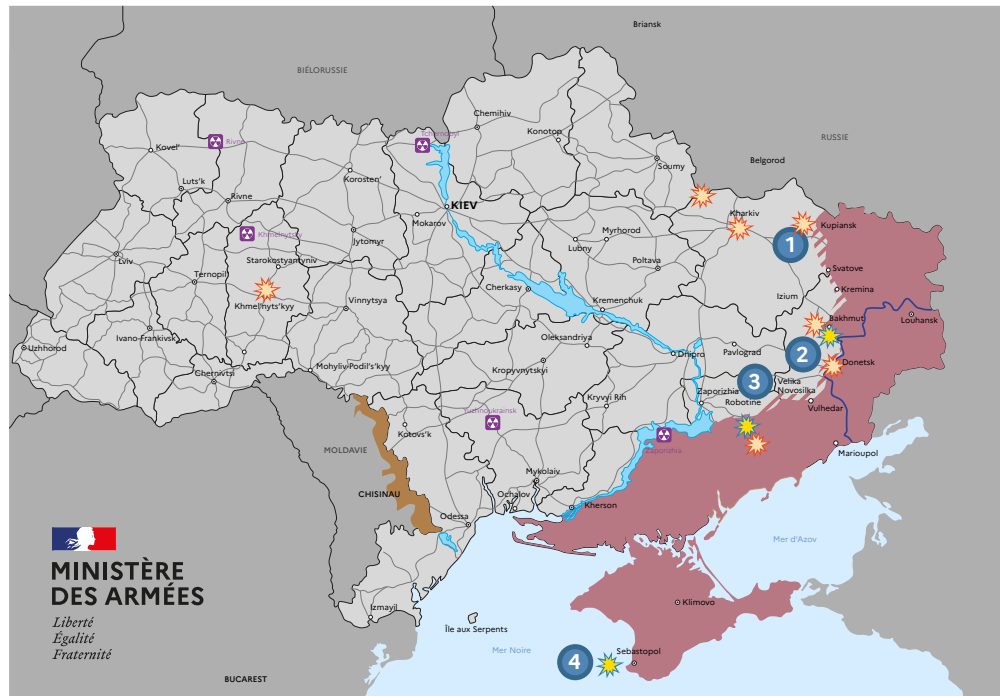 Briansk
BIÉLORUSSIE
Chemihiv
Tchernobyl
Konotop
RUSSIE
Rivne
Kovel'
Belgorod
Soumy
Korosten'
Luts'k
Rivne
KIEV
Mokarov
Kharkiv
Kupiansk
1
Khmelnytsky
Jytomyr
Myrhorod
Lubny
Lviv
Starokostyantyniv
Poltava
Ternopil
Svatove
Cherkasy
Kremina
Izium
Khmel'nyts'kyy
Vinnytsya
Kremenchuk
Bakhmut
Louhansk
Ivano-Frankivsk
Oleksandriya
Uzhhorod
Dnipro
Pavlograd
2
Mohyliv-Podil's'kyy
Kropyvnytskyi
Donetsk
Chernivtsi
3
Velika
Novosilka
Zaporizhia
Robotine
Kryvyi Rih
Vulhedar
Yuzhnoukrainsk
Kotovs'k
MOLDAVIE
Zaporizhia
Marioupol
Mykolaiv
CHISINAU
Ochalov
Kherson
Odessa
Mer d'Azov
MINISTÈRE
DES ARMÉES
Liberté
Égalité
Fraternité
Izmayil
Klimovo
Île aux Serpents
Mer Noire
Sebastopol
4
BUCAREST